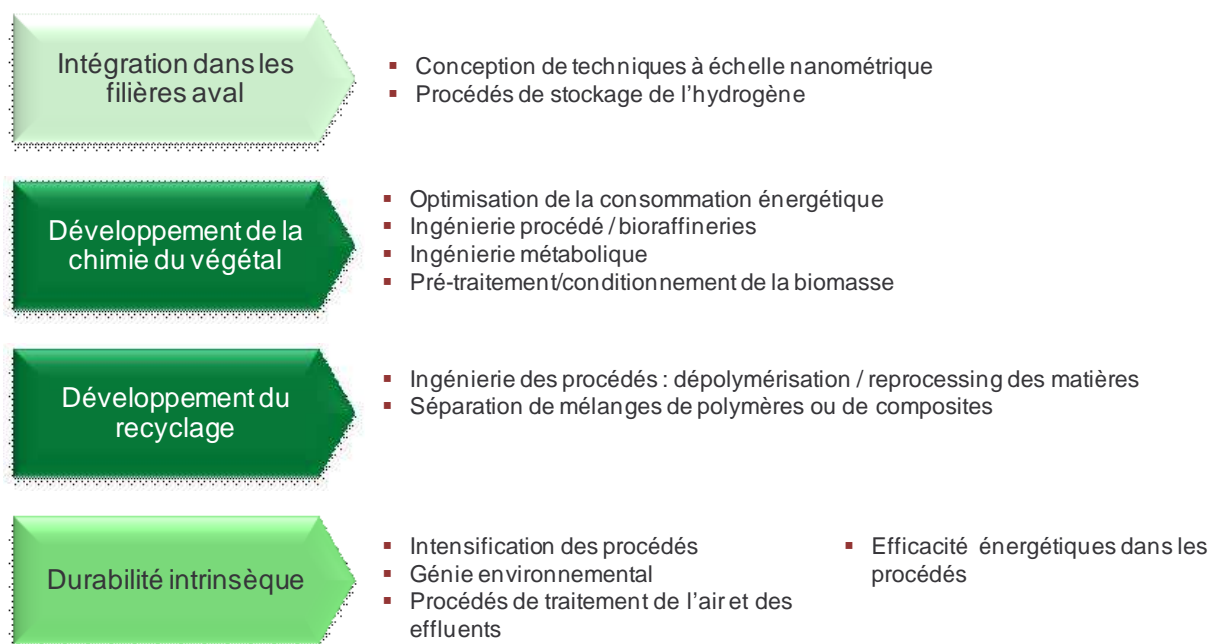 Intégration dans les
filières aval
▪ Conception de techniques à échelle nanométrique
▪ Procédés de stockage de l'hydrogène
Développement de la
chimie du végétal
▪ Optimisation de la consommation énergétique
▪ Ingénierie procédé / bioraffineries
▪ Ingénierie métabolique
▪ Pré-traitement/conditionnement de la biomasse
Développement du
recyclage
▪ Ingénierie des procédés : dépolymérisation / reprocessing des matières
▪ Séparation de mélanges de polymères ou de composites
Durabilité intrinsèque
▪ Intensification des procédés
▪ Génie environnemental
▪ Procédés de traitement de l'air et des
effluents
▪ Efficacité énergétiques dans les
procédés